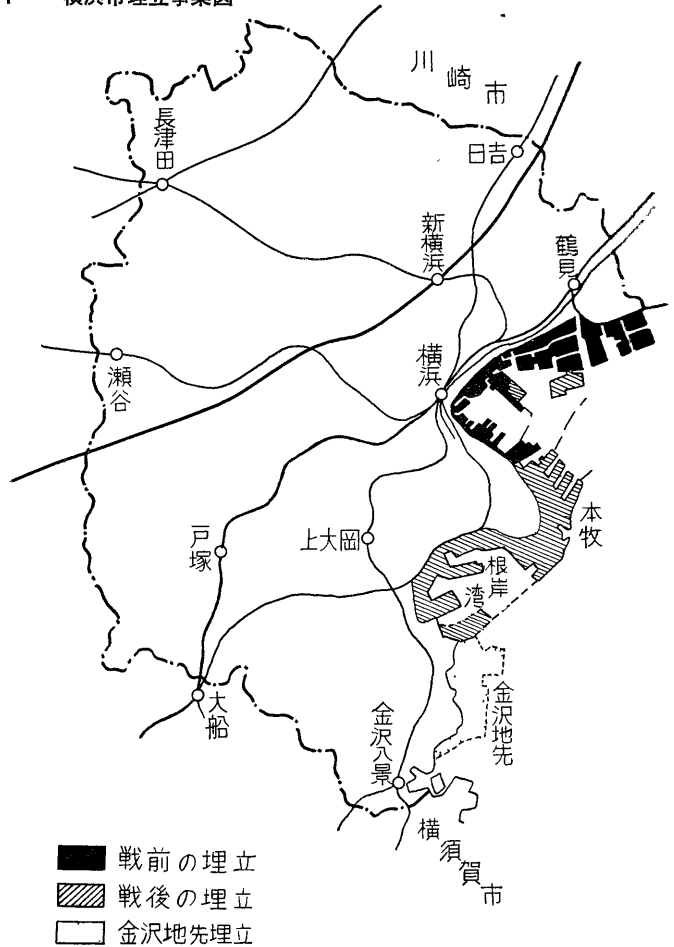 横浜市埋立事業図
川崎市
長津田
日吉
新横浜
鶴見
横浜
瀬谷
本牧
戸塚
上大岡
根岸湾
大船
金沢地先
金沢八景
横須賀市
戦前の埋立
戦後の埋立
金沢地先埋立